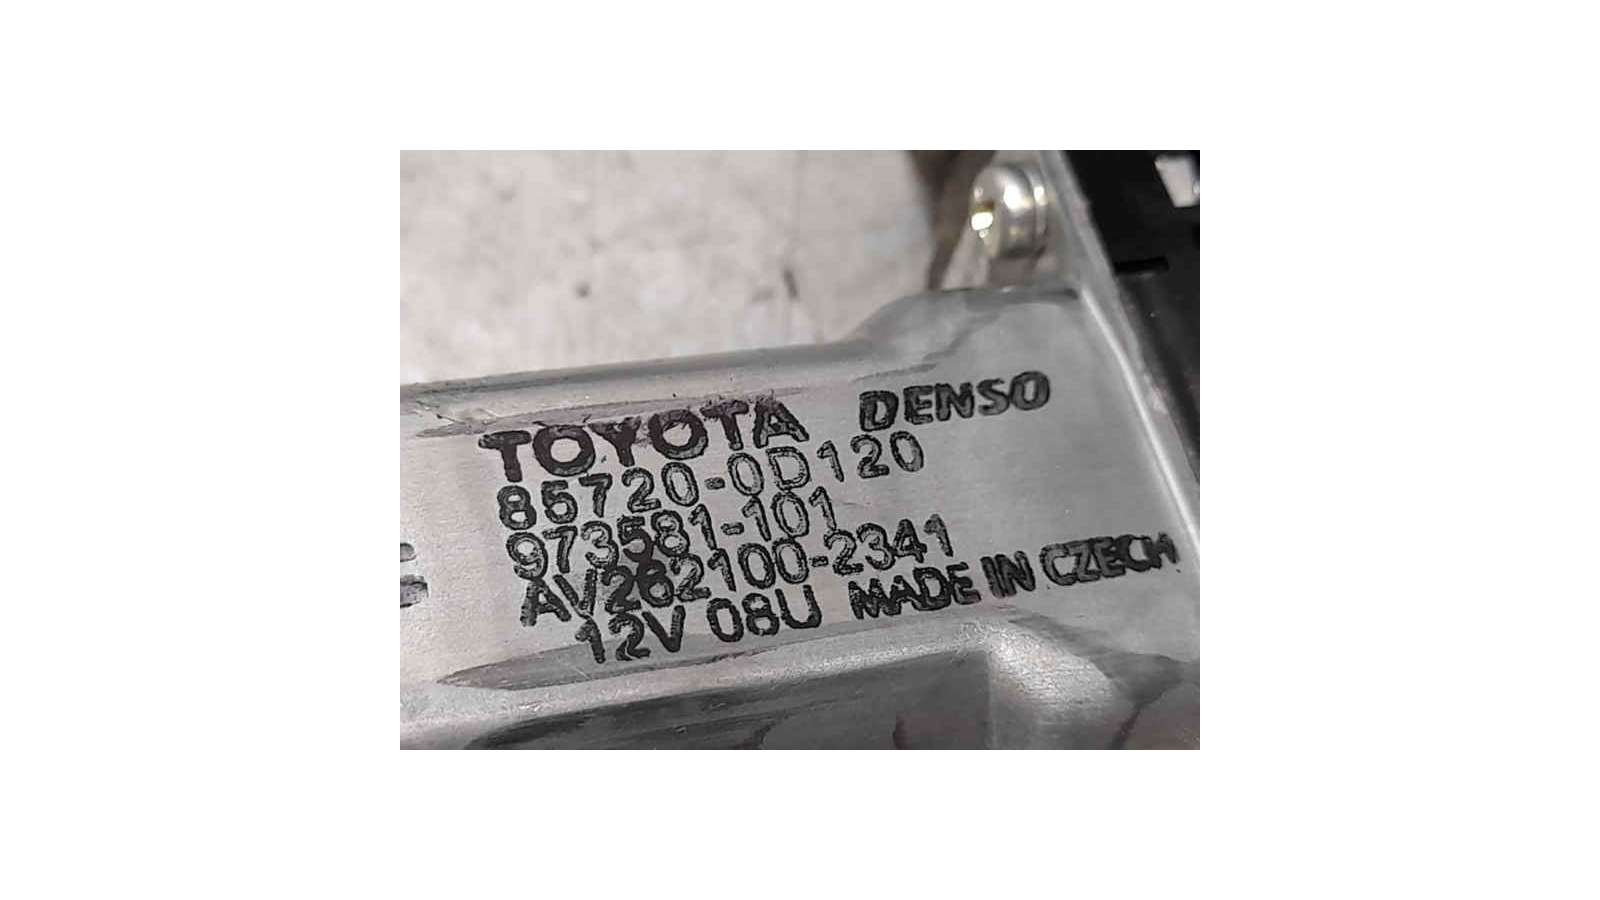 TOYOTA DENSO
85720-0D120
973581-101
AV262100-2341
12V 08U MADE IN CZECH